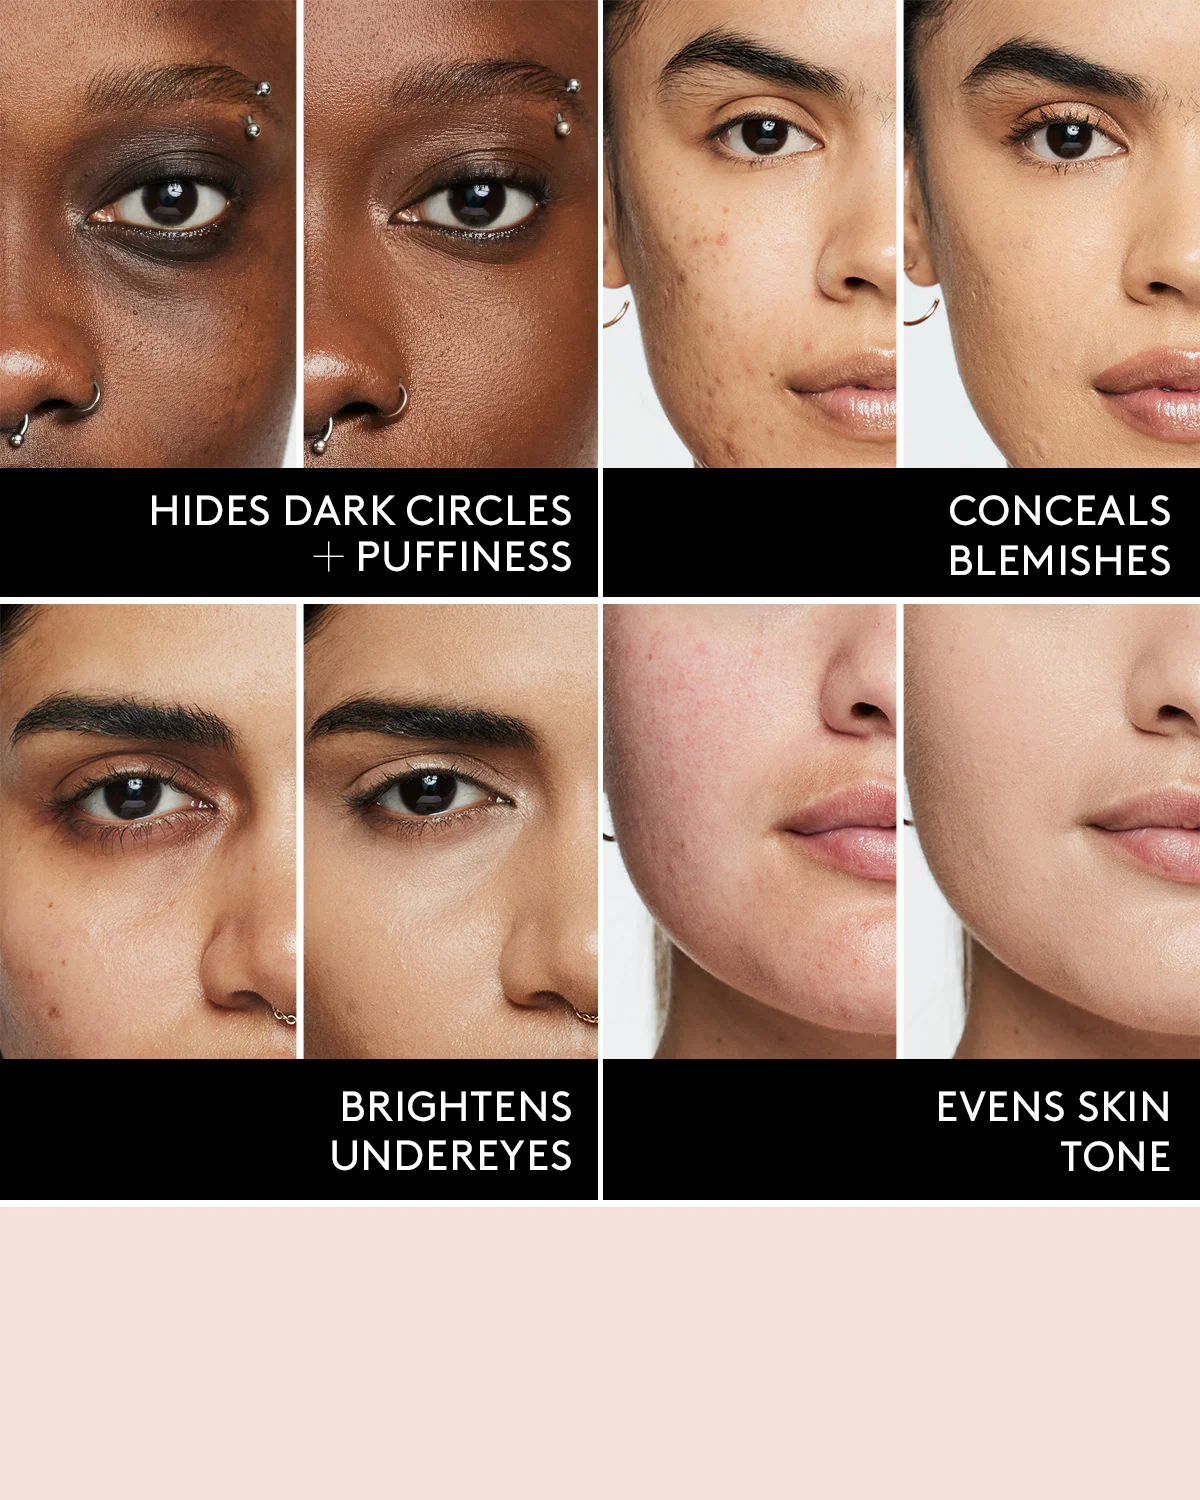 HIDES DARK CIRCLES
+ PUFFINESS
CONCEALS
BLEMISHES
BRIGHTENS
UNDEREYES
EVENS SKIN
TONE